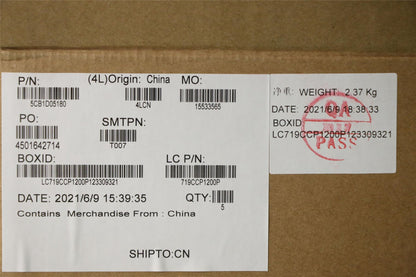 P/N: (4L)Origin: China MO:
5CB1D05180 4LCN 15533565
PO: SMTPN:
4501642714 T007
BOXID: LC P/N:
LC719CCP1200P123309321 719CCP1200P
DATE: 2021/6/9 15:39:35 QTY:
5
Contains Merchandise From : China
SHIPTO:CN
净重: WEIGHT: 2.37 Kg
DATE: 2021/6/9 18:38:33
BOXID
LC719CCP1200P123309321
QA
PASS